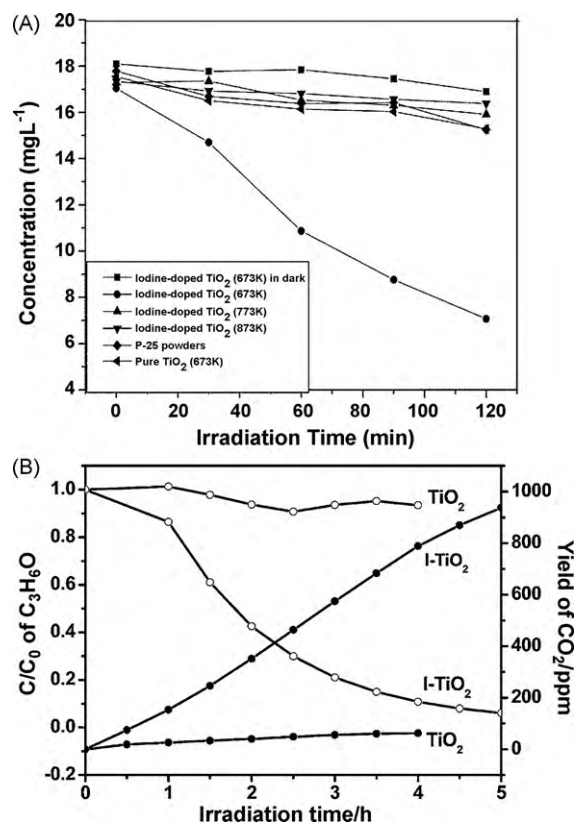 (A)
20
18
16
14
12
10
8
6
4
Concentration (mgL⁻¹)
Iodine-doped TiO₂ (673K) in dark
Iodine-doped TiO₂ (673K)
Iodine-doped TiO₂ (773K)
Iodine-doped TiO₂ (873K)
P-25 powders
Pure TiO₂ (673K)
0 20 40 60 80 100 120
Irradiation Time (min)
(B)
1.0
0.8
0.6
0.4
0.2
0.0
-0.2
C/C₀ of C₃H₆O
TiO₂
I-TiO₂
I-TiO₂
TiO₂
1000
800
600
400
200
0
Yield of CO₂/ppm
0 1 2 3 4 5
Irradiation time/h